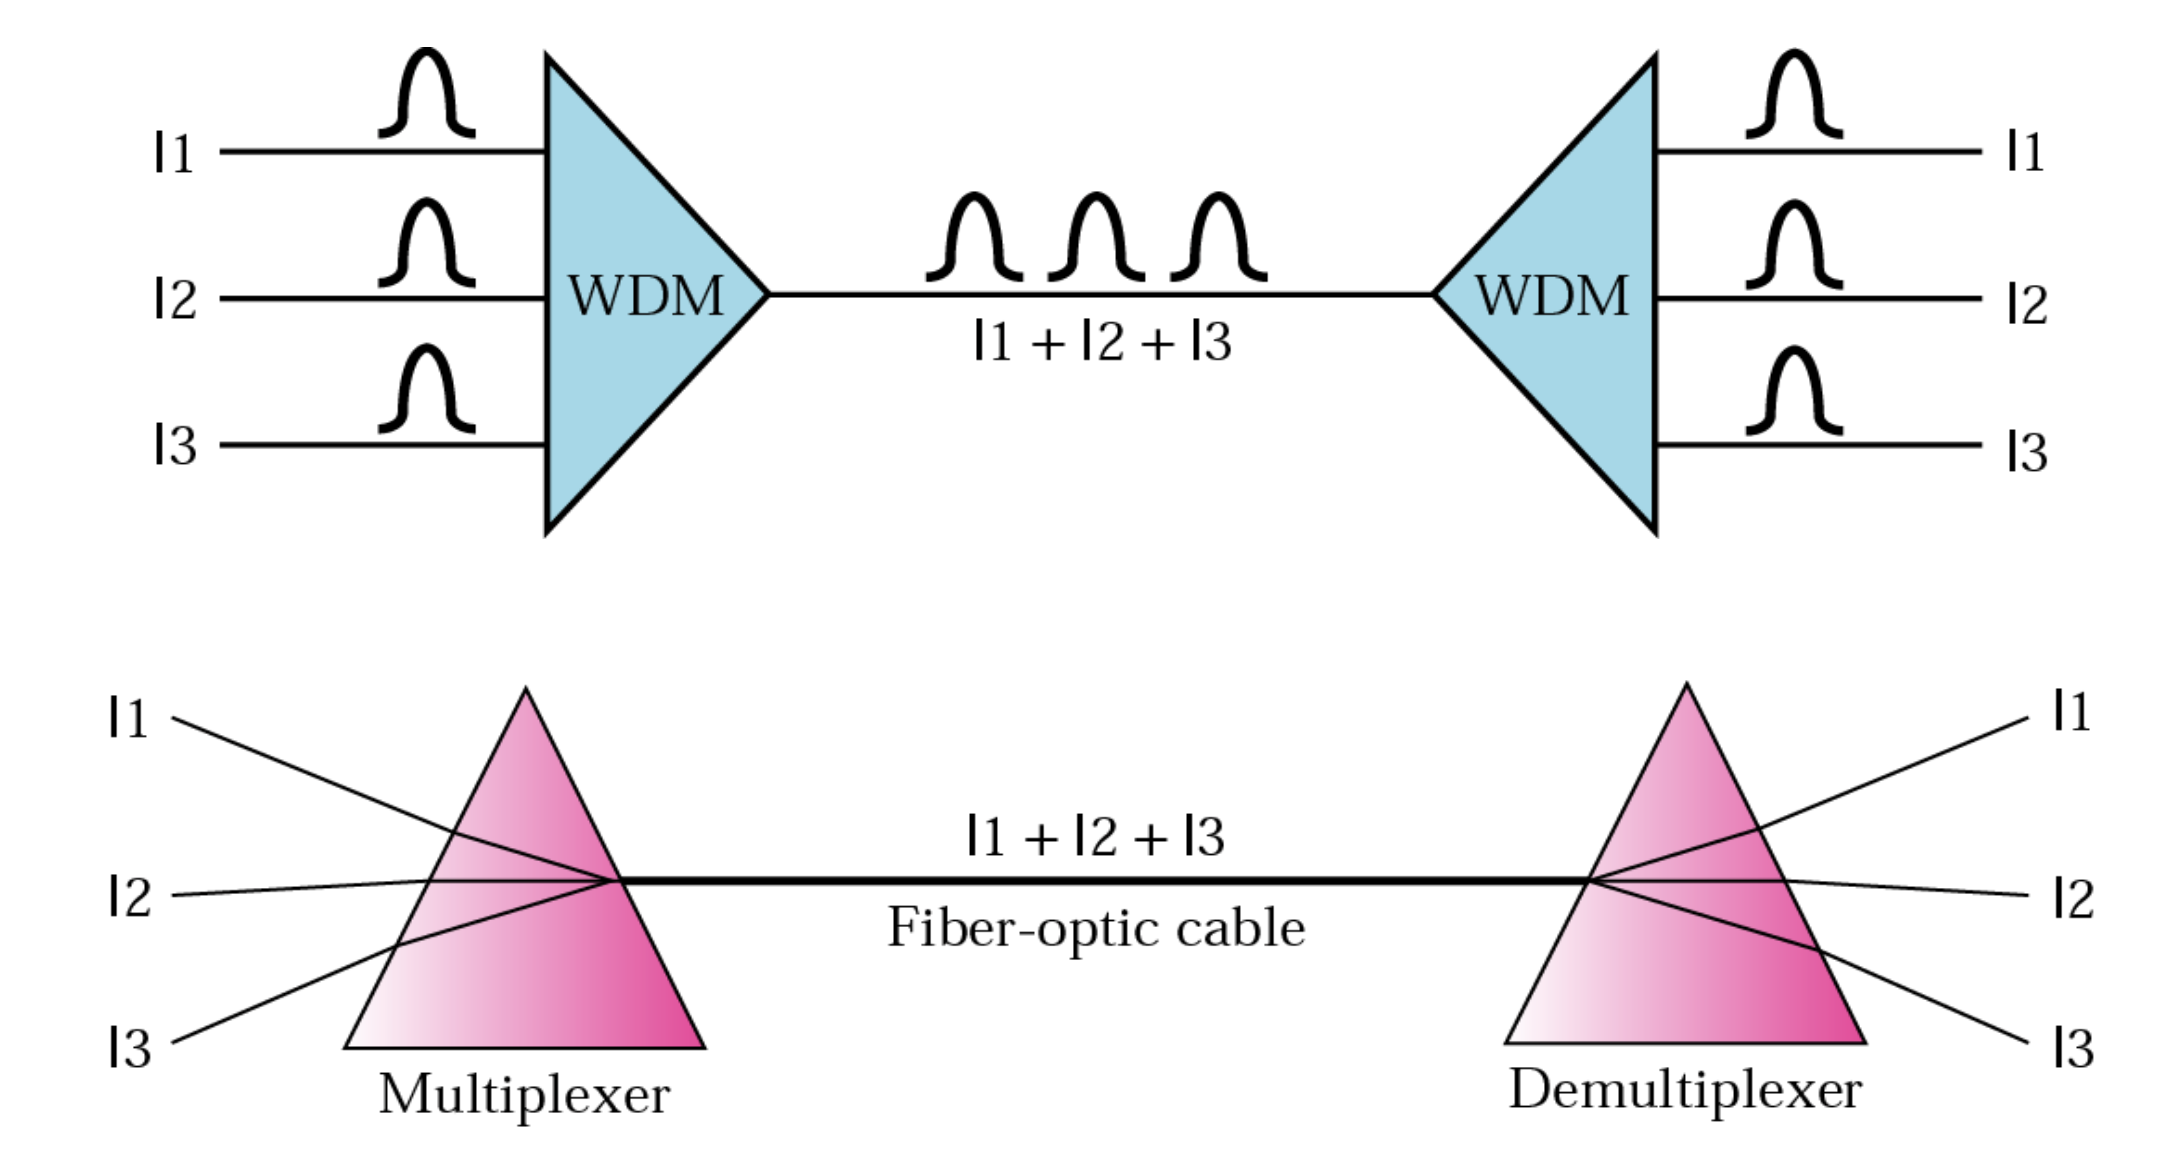 l1
l2
l3
WDM
l1 + l2 + l3
WDM
l1
l2
l3
l1
l2
l3
l1 + l2 + l3
Fiber-optic cable
Multiplexer
Demultiplexer
l1
l2
l3